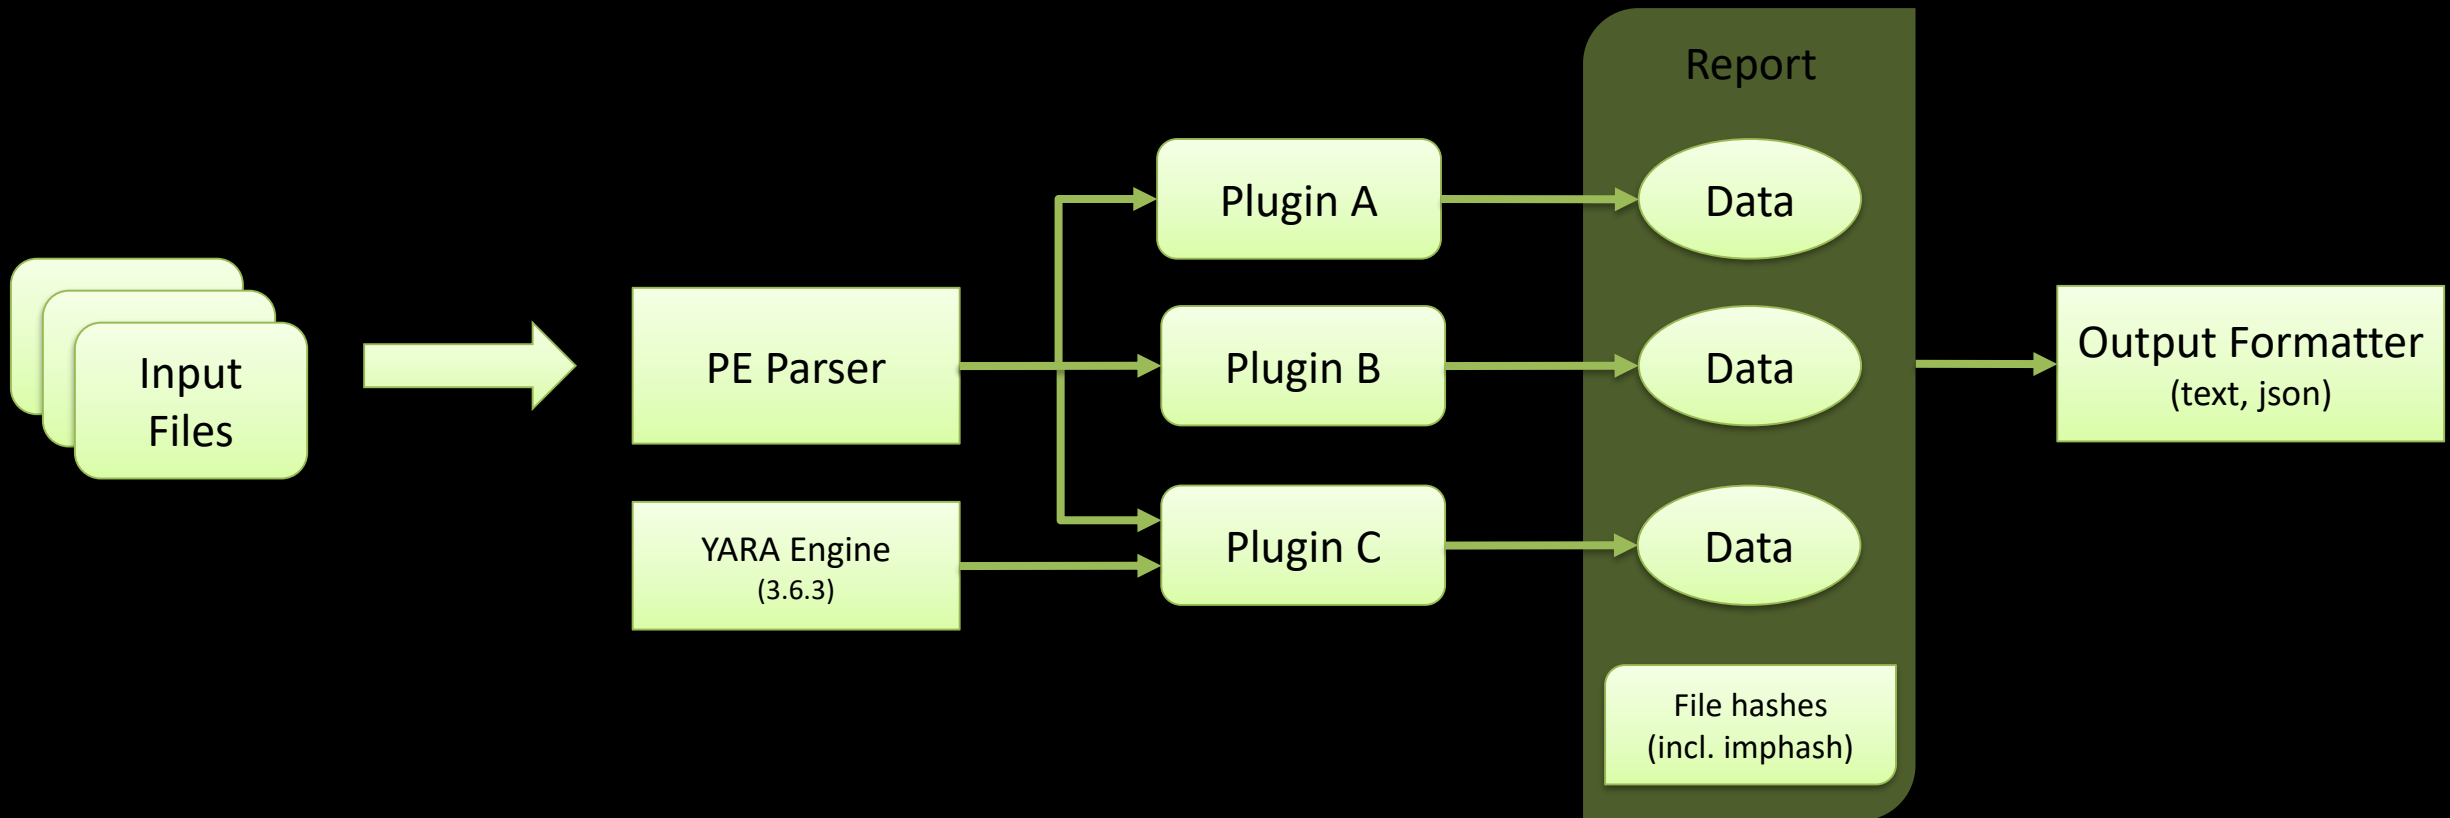 Report
Plugin A
Data
Input
Files
PE Parser
Plugin B
Data
Output Formatter
(text, json)
YARA Engine
(3.6.3)
Plugin C
Data
File hashes
(incl. imphash)